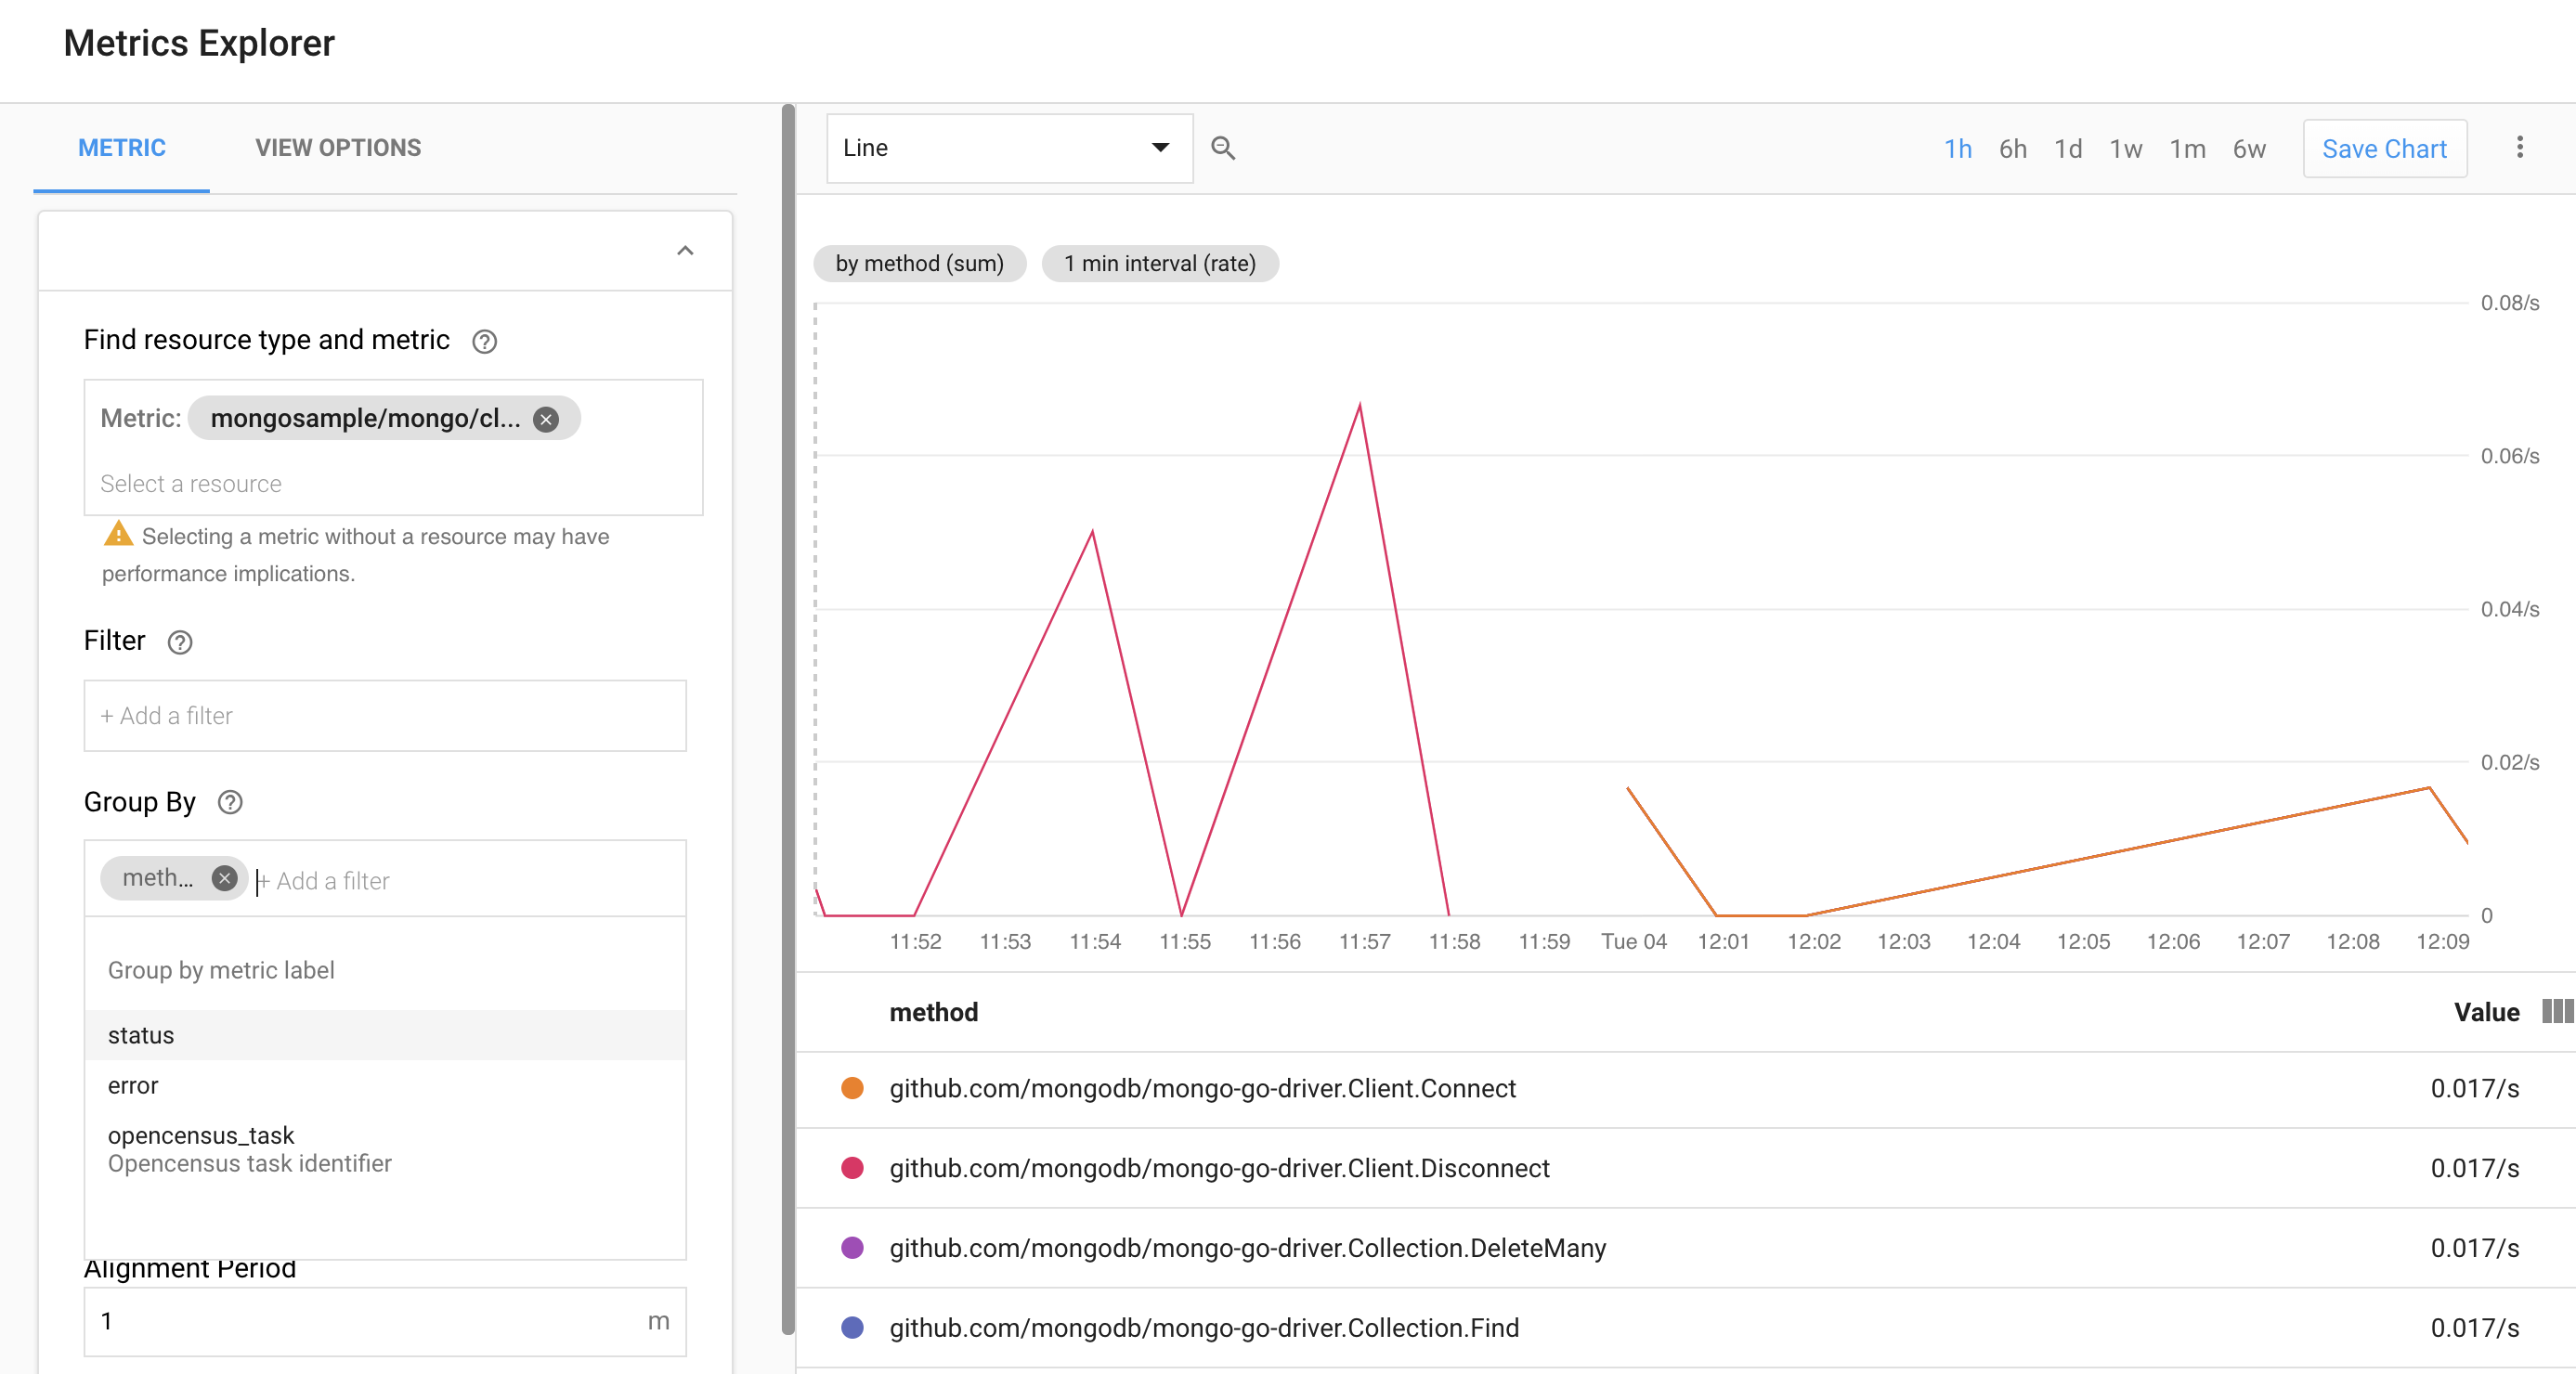 Metrics Explorer
METRIC
VIEW OPTIONS
Find resource type and metric
Metric: mongosample/mongo/cl...
Select a resource
Selecting a metric without a resource may have
performance implications.
Filter
+ Add a filter
Group By
meth... + Add a filter
Group by metric label
status
error
opencensus_task
Opencensus task identifier
Alignment Period
1 m
Line
1h 6h 1d 1w 1m 6w Save Chart
by method (sum) 1 min interval (rate)
0.08/s
0.06/s
0.04/s
0.02/s
0
11:52 11:53 11:54 11:55 11:56 11:57 11:58 11:59 Tue 04 12:01 12:02 12:03 12:04 12:05 12:06 12:07 12:08 12:09
method Value
github.com/mongodb/mongo-go-driver.Client.Connect 0.017/s
github.com/mongodb/mongo-go-driver.Client.Disconnect 0.017/s
github.com/mongodb/mongo-go-driver.Collection.DeleteMany 0.017/s
github.com/mongodb/mongo-go-driver.Collection.Find 0.017/s